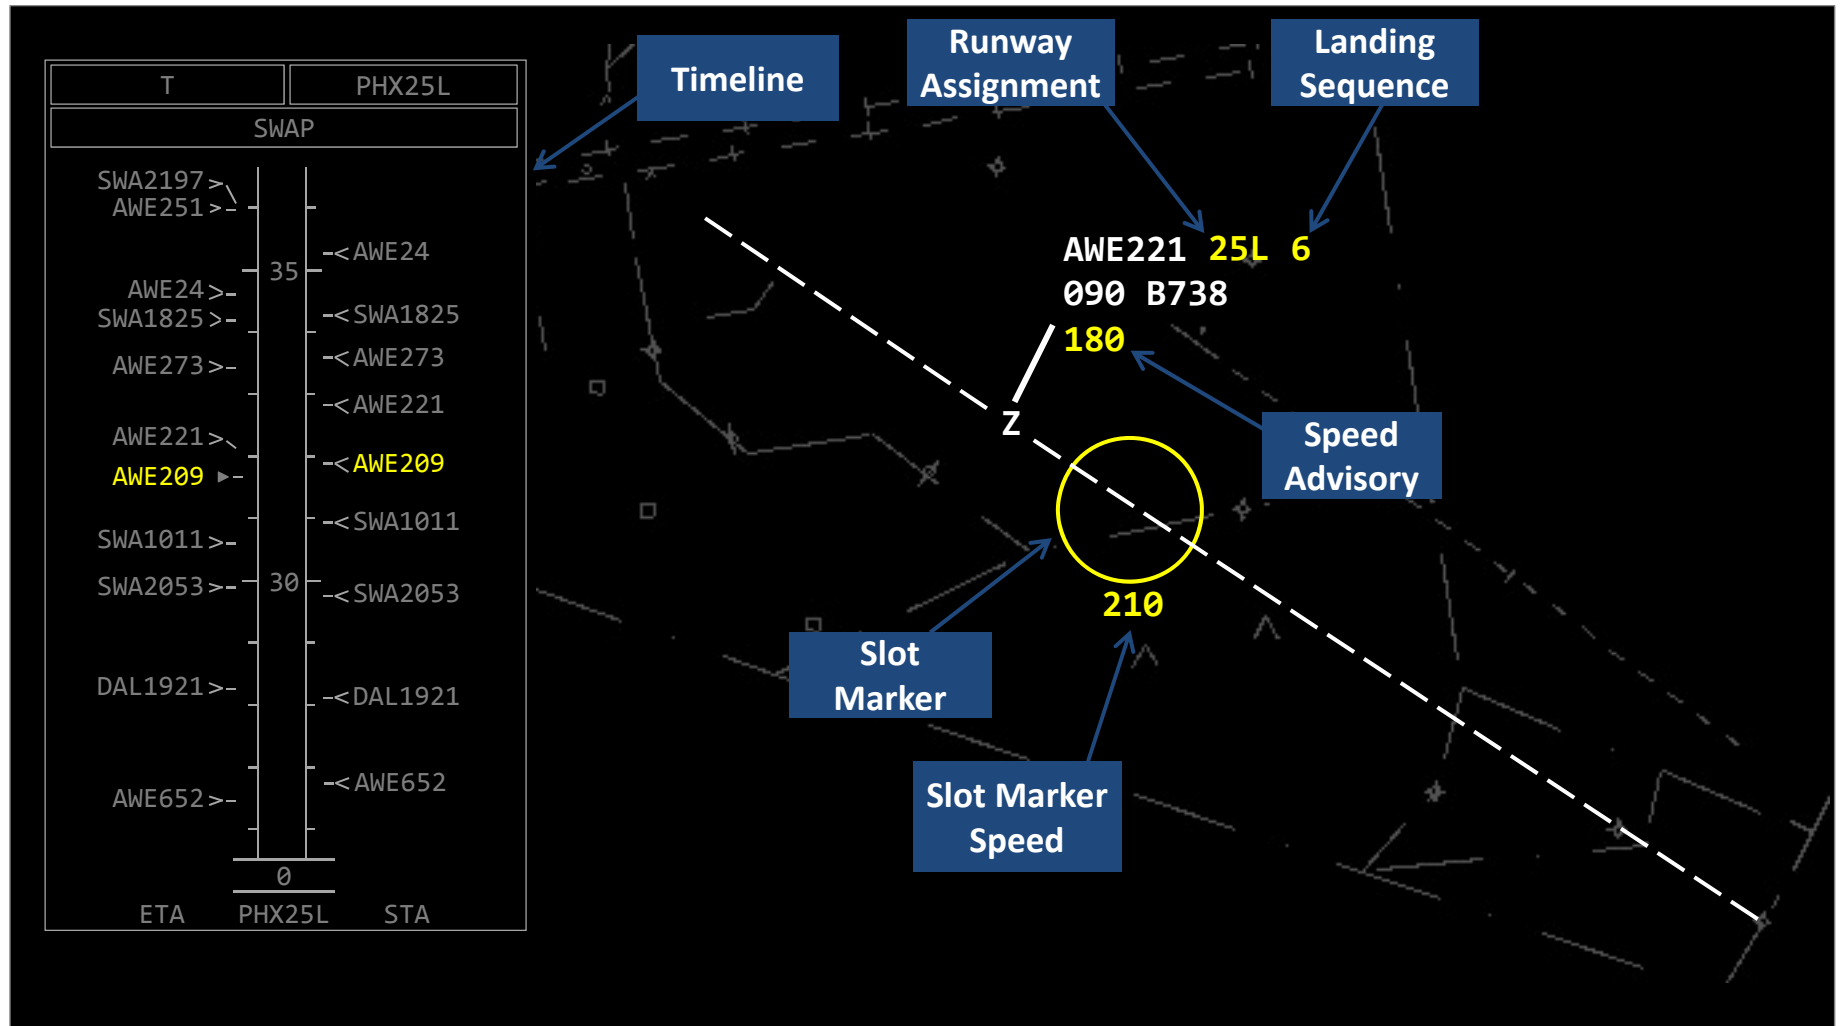 T
PHX25L
SWAP
SWA2197
AWE251
AWE24
35
AWE24
SWA1825
SWA1825
AWE273
AWE273
AWE221
AWE221
AWE209
AWE209
SWA1011
SWA1011
30
SWA2053
SWA2053
DAL1921
DAL1921
AWE652
AWE652
0
ETA
PHX25L
STA
Timeline
Runway
Assignment
Landing
Sequence
AWE221 25L 6
090 B738
180
Z
Speed
Advisory
210
Slot
Marker
Slot Marker
Speed